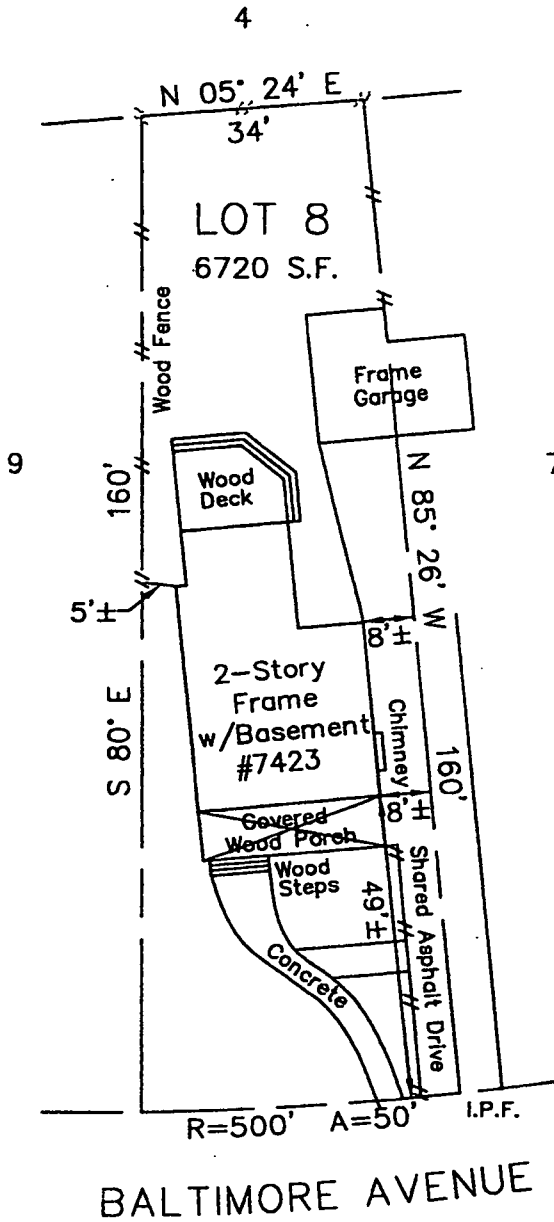 4
N 05° 24' E
34'
LOT 8
6720 S.F.
Wood Fence
Frame
Garage
9
7
Wood
Deck
160'
N 85° 26' W
5'±
8'±
2-Story
Frame
w/Basement
#7423
S 80° E
Chimney
160'
8'±
Covered
Wood Porch
Wood
Steps
49'±
Shared Asphalt Drive
Concrete
R=500'
A=50'
I.P.F.
BALTIMORE AVENUE